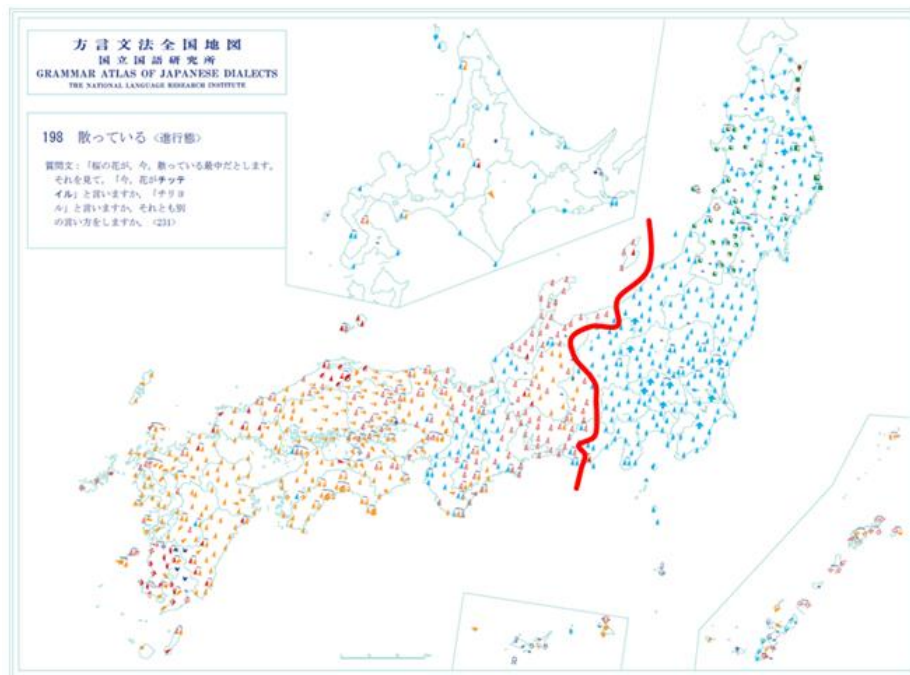 方言文法全国地図
国立国語研究所
GRAMMAR ATLAS OF JAPANESE DIALECTS
THE NATIONAL LANGUAGE RESEARCH INSTITUTE
198 散っている〈進行態〉
質問文:「桜の花が,今,散っている最中だとします。
それを見て,「今,花がチッテ
イル」と言いますか,「チリヨ
ル」と言いますか,それとも別
の言い方をしますか。〈231〉